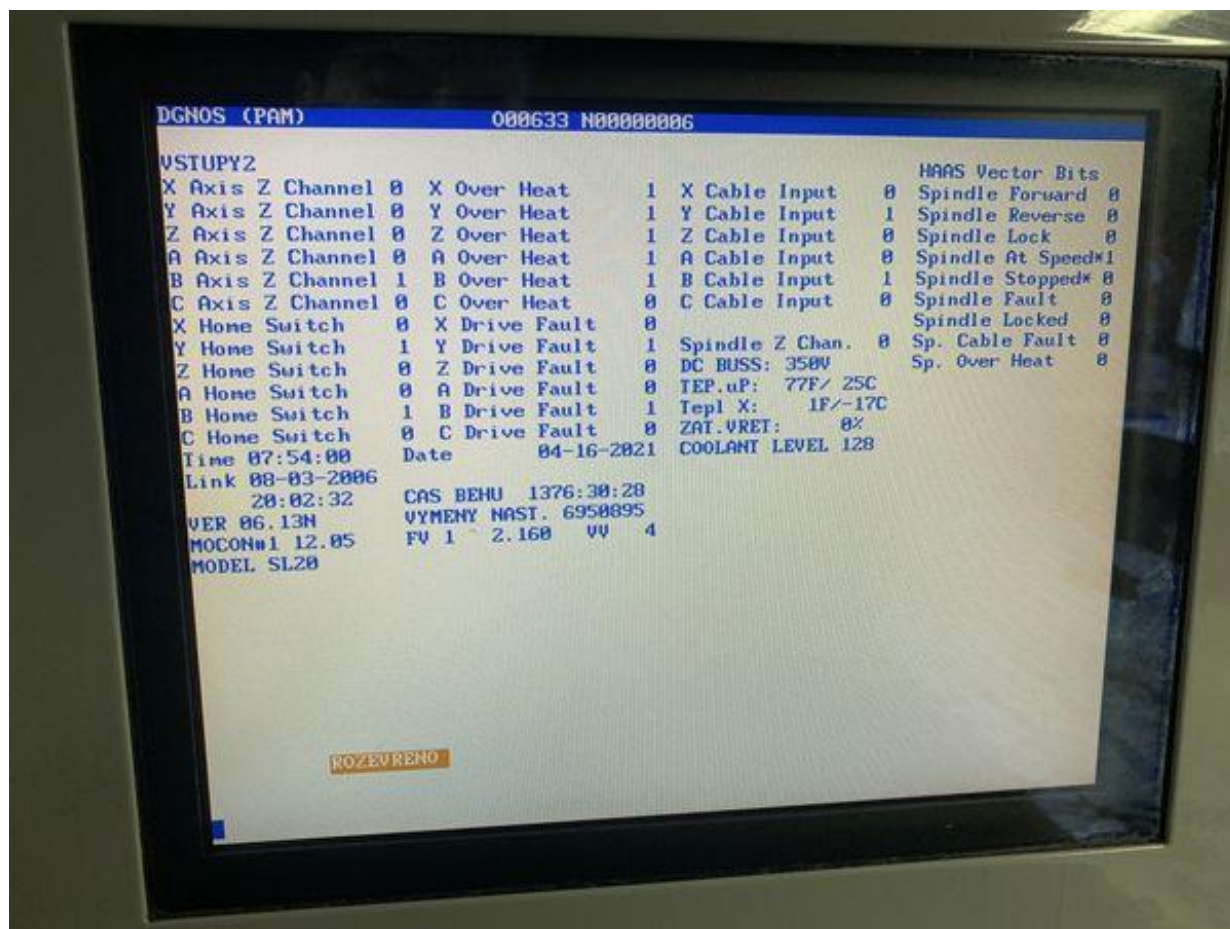 DGNOS (PAM) O00633 N00000006
VSTUPY2 HAAS Vector Bits
X Axis Z Channel 0 X Over Heat 1 X Cable Input 0 Spindle Forward 0
Y Axis Z Channel 0 Y Over Heat 1 Y Cable Input 1 Spindle Reverse 0
Z Axis Z Channel 0 Z Over Heat 1 Z Cable Input 0 Spindle Lock 0
A Axis Z Channel 0 A Over Heat 1 A Cable Input 0 Spindle At Speed*1
B Axis Z Channel 1 B Over Heat 1 B Cable Input 1 Spindle Stopped* 0
C Axis Z Channel 0 C Over Heat 0 C Cable Input 0 Spindle Fault 0
X Home Switch 0 X Drive Fault 0 Spindle Locked 0
Y Home Switch 1 Y Drive Fault 1 Spindle Z Chan. 0 Sp. Cable Fault 0
Z Home Switch 0 Z Drive Fault 0 DC BUSS: 350V Sp. Over Heat 0
A Home Switch 0 A Drive Fault 0 TEP.uP: 77F/ 25C
B Home Switch 1 B Drive Fault 1 Tepl X: 1F/-17C
C Home Switch 0 C Drive Fault 0 ZAT.VRET: 0%
Time 07:54:00 Date 04-16-2021 COOLANT LEVEL 128
Link 08-03-2006
20:02:32 CAS BEHU 1376:30:28
VER 06.13N VYMENY NAST. 6950895
MOCON#1 12.05 FV 1 2.160 VV 4
MODEL SL20
ROZEVRENO